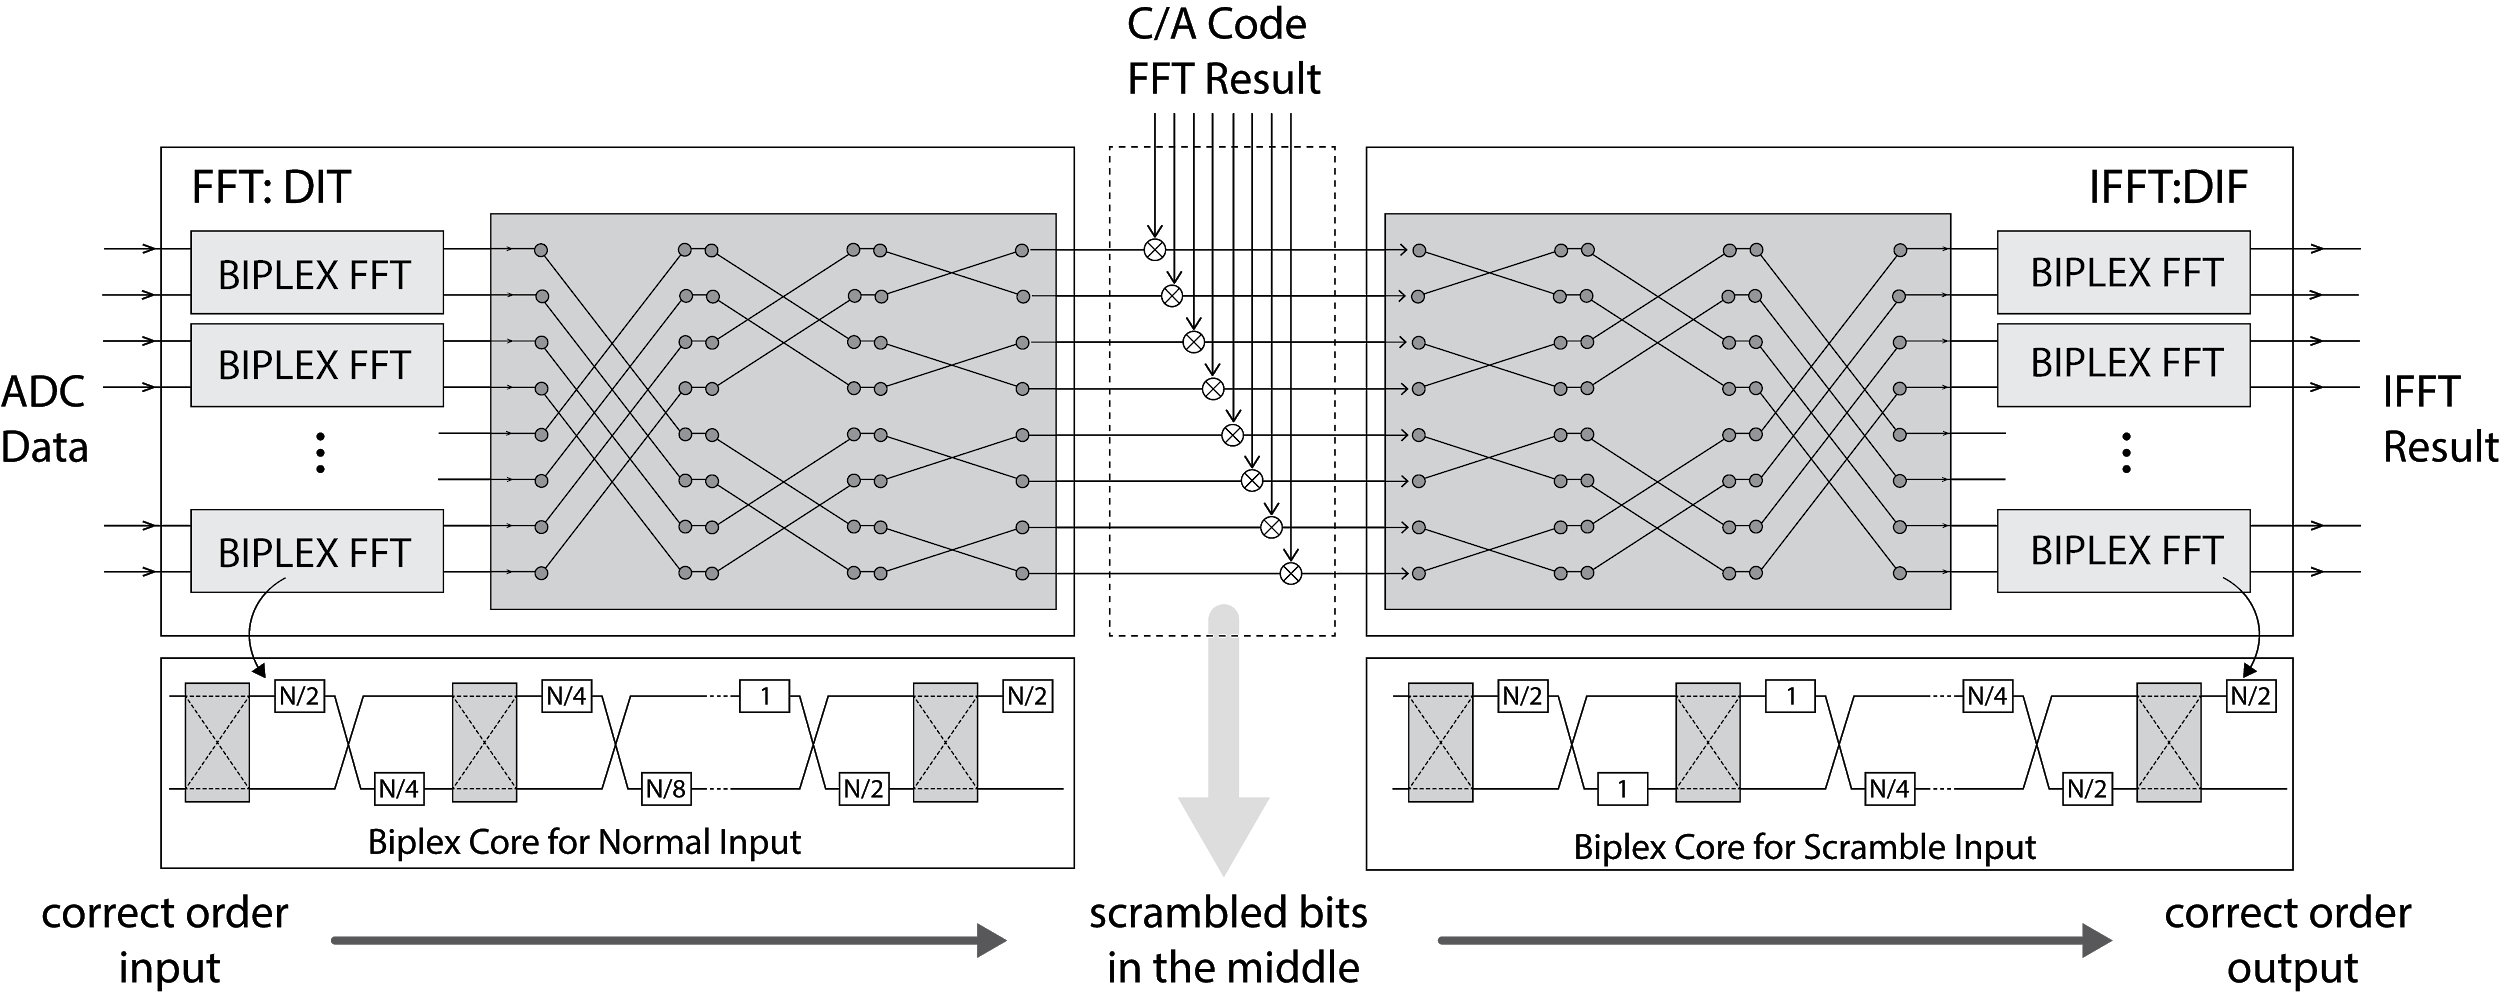 C/A Code
FFT Result
FFT: DIT
IFFT:DIF
BIPLEX FFT
BIPLEX FFT
BIPLEX FFT
ADC
Data
BIPLEX FFT
BIPLEX FFT
BIPLEX FFT
IFFT
Result
N/2
N/4
1
N/2
N/4
N/8
N/2
Biplex Core for Normal Input
N/2
1
N/4
N/2
1
N/4
N/2
Biplex Core for Scramble Input
correct order
input
scrambled bits
in the middle
correct order
output